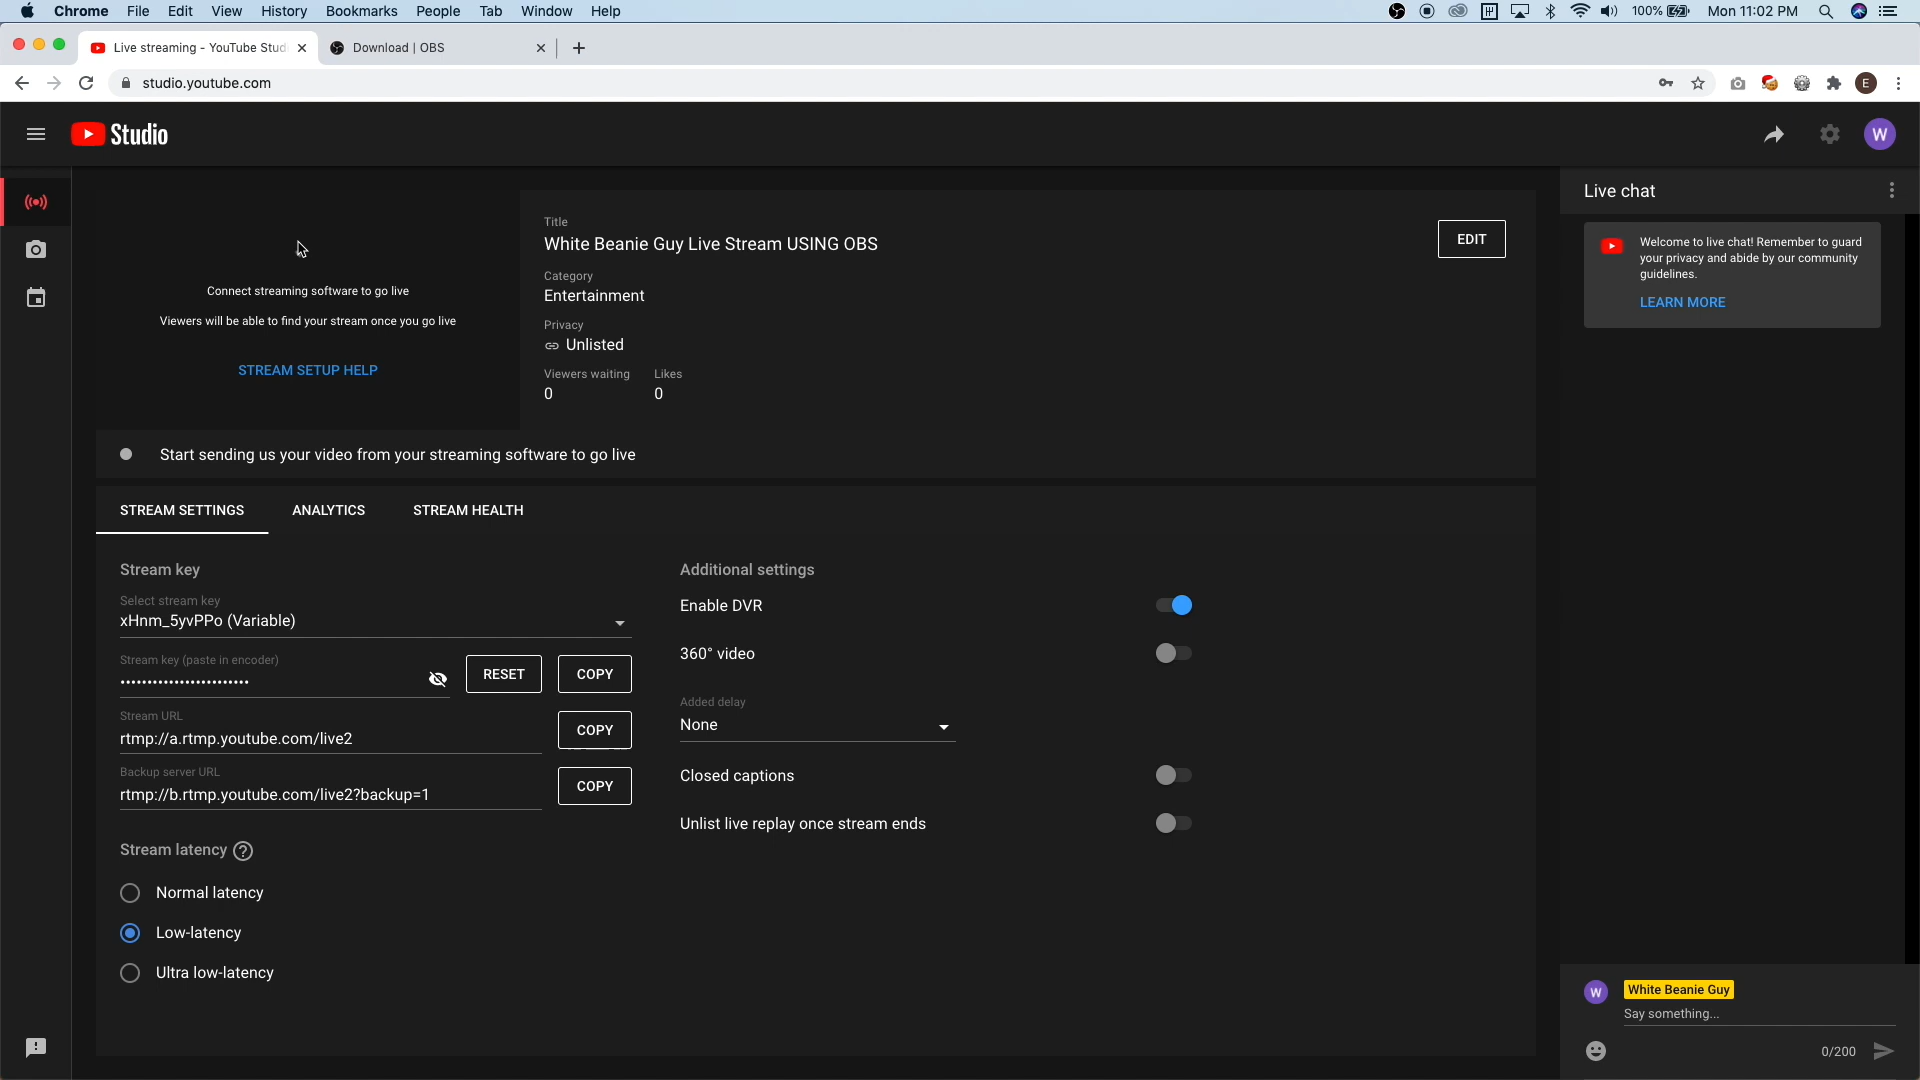 Chrome File Edit View History Bookmarks People Tab Window Help
100% Mon 11:02 PM
Live streaming - YouTube Studi
Download | OBS
studio.youtube.com
E
Studio
W
Connect streaming software to go live
Viewers will be able to find your stream once you go live
STREAM SETUP HELP
Title
White Beanie Guy Live Stream USING OBS
EDIT
Category
Entertainment
Privacy
Unlisted
Viewers waiting Likes
0 0
Start sending us your video from your streaming software to go live
STREAM SETTINGS ANALYTICS STREAM HEALTH
Stream key
Select stream key
xHnm_5yvPPo (Variable)
Stream key (paste in encoder)
••••••••••••••••••••••••
RESET COPY
Stream URL
rtmp://a.rtmp.youtube.com/live2
COPY
Backup server URL
rtmp://b.rtmp.youtube.com/live2?backup=1
COPY
Stream latency ?
Normal latency
Low-latency
Ultra low-latency
Additional settings
Enable DVR
360° video
Added delay
None
Closed captions
Unlist live replay once stream ends
Live chat
Welcome to live chat! Remember to guard
your privacy and abide by our community
guidelines.
LEARN MORE
W
White Beanie Guy
Say something...
0/200